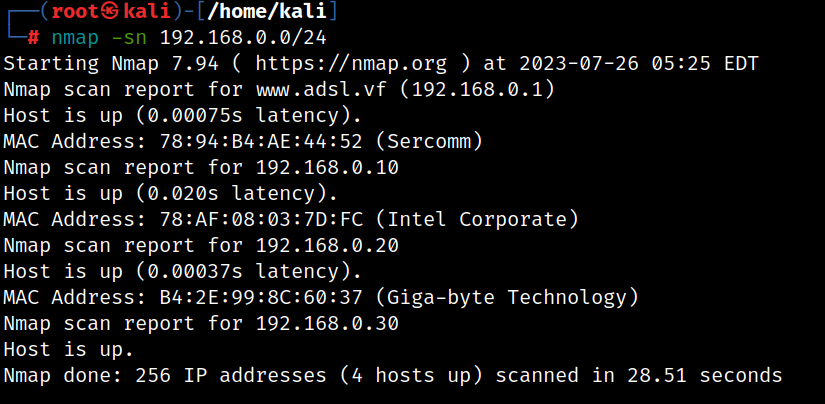 ┌──(root㉿kali)-[/home/kali]
└─# nmap -sn 192.168.0.0/24
Starting Nmap 7.94 ( https://nmap.org ) at 2023-07-26 05:25 EDT
Nmap scan report for www.adsl.vf (192.168.0.1)
Host is up (0.00075s latency).
MAC Address: 78:94:B4:AE:44:52 (Sercomm)
Nmap scan report for 192.168.0.10
Host is up (0.020s latency).
MAC Address: 78:AF:08:03:7D:FC (Intel Corporate)
Nmap scan report for 192.168.0.20
Host is up (0.00037s latency).
MAC Address: B4:2E:99:8C:60:37 (Giga-byte Technology)
Nmap scan report for 192.168.0.30
Host is up.
Nmap done: 256 IP addresses (4 hosts up) scanned in 28.51 seconds